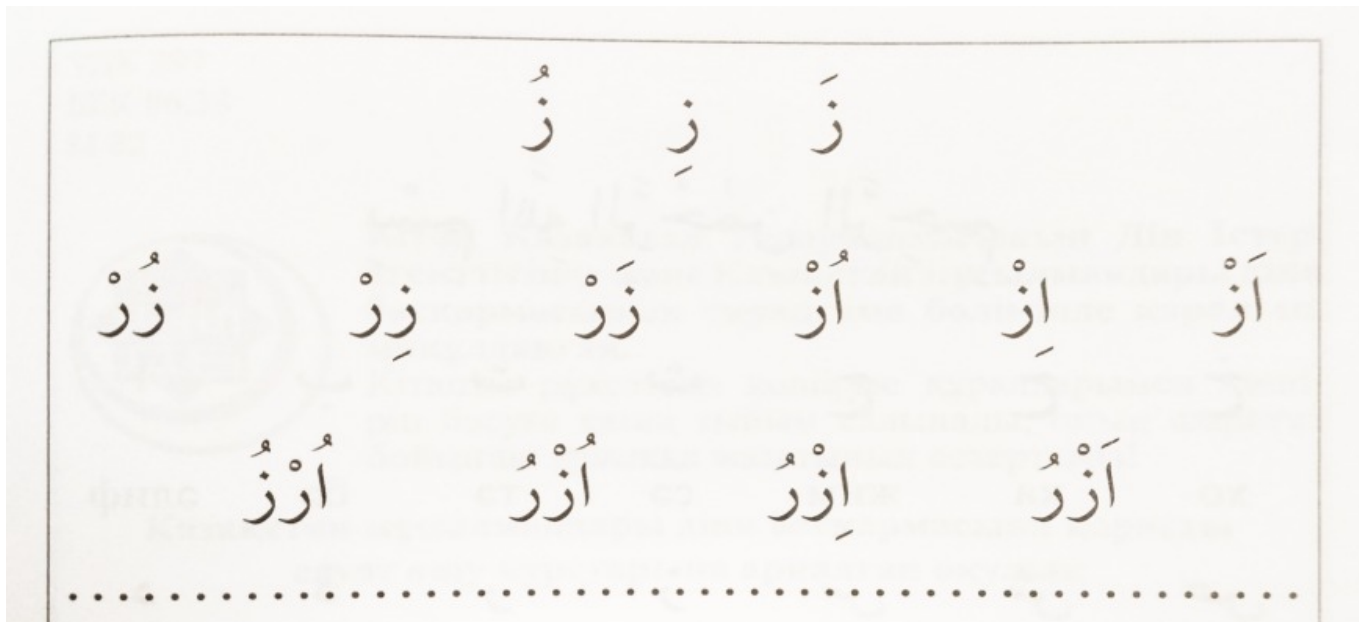 زَ زِ زُ
اَزْ اِزْ اُزْ زَرْ زِرْ زُرْ
اَزْرُ اِزْرُ اُزْرُ اُرْزُ